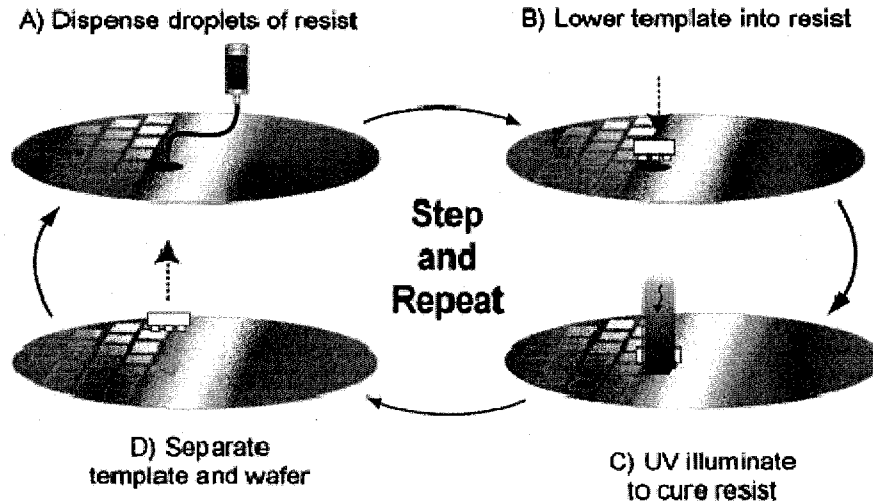 A) Dispense droplets of resist
B) Lower template into resist
Step
and
Repeat
D) Separate
template and wafer
C) UV illuminate
to cure resist